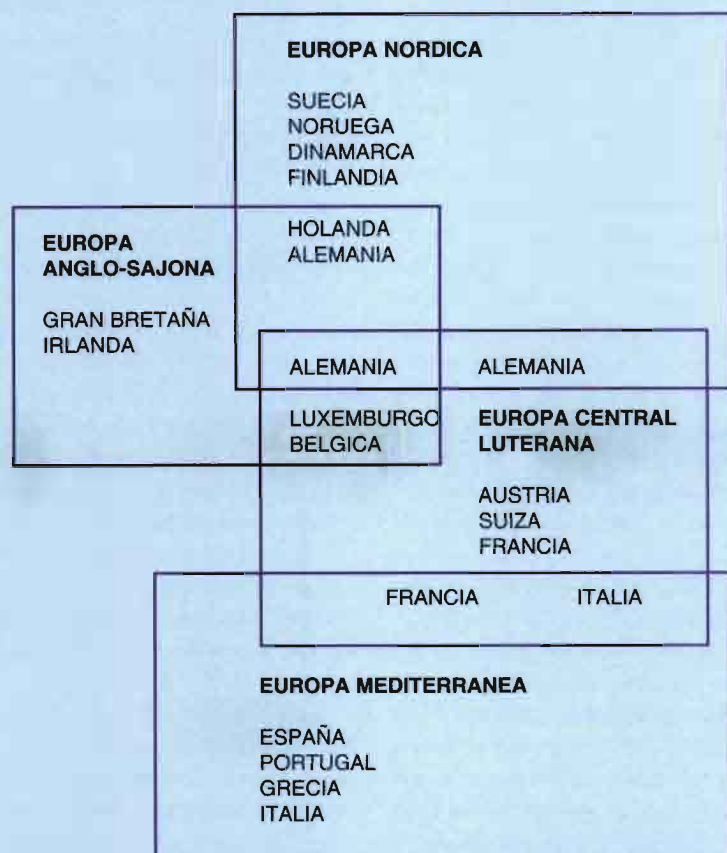 EUROPA NORDICA
SUECIA
NORUEGA
DINAMARCA
FINLANDIA
HOLANDA
ALEMANIA
EUROPA
ANGLO-SAJONA
GRAN BRETAÑA
IRLANDA
ALEMANIA
ALEMANIA
LUXEMBURGO
BELGICA
EUROPA CENTRAL
LUTERANA
AUSTRIA
SUIZA
FRANCIA
FRANCIA
ITALIA
EUROPA MEDITERRANEA
ESPAÑA
PORTUGAL
GRECIA
ITALIA